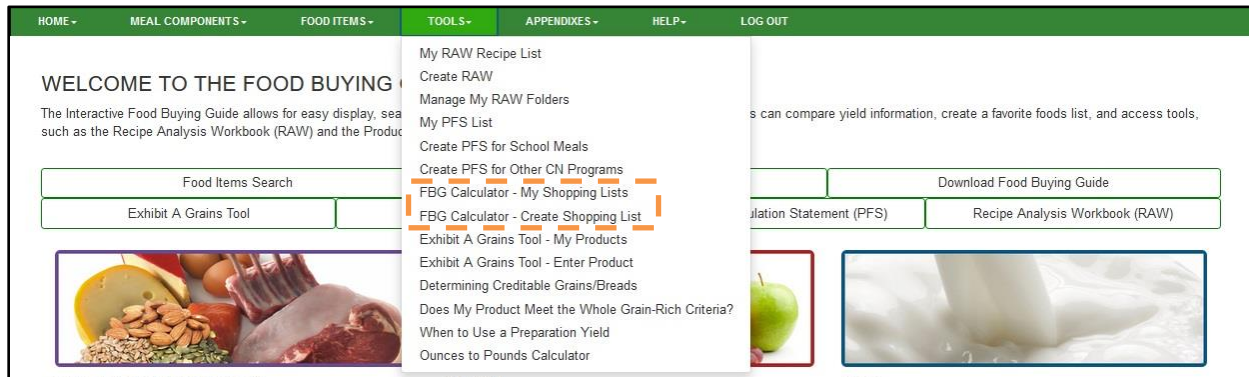 HOME MEAL COMPONENTS FOOD ITEMS TOOLS APPENDIXES HELP LOG OUT
WELCOME TO THE FOOD BUYING
The Interactive Food Buying Guide allows for easy display, sea
s can compare yield information, create a favorite foods list, and access tools,
such as the Recipe Analysis Workbook (RAW) and the Produc
My RAW Recipe List
Create RAW
Manage My RAW Folders
My PFS List
Create PFS for School Meals
Create PFS for Other CN Programs
FBG Calculator - My Shopping Lists
FBG Calculator - Create Shopping List
Exhibit A Grains Tool - My Products
Exhibit A Grains Tool - Enter Product
Determining Creditable Grains/Breads
Does My Product Meet the Whole Grain-Rich Criteria?
When to Use a Preparation Yield
Ounces to Pounds Calculator
Food Items Search
Download Food Buying Guide
Exhibit A Grains Tool
ulation Statement (PFS)
Recipe Analysis Workbook (RAW)